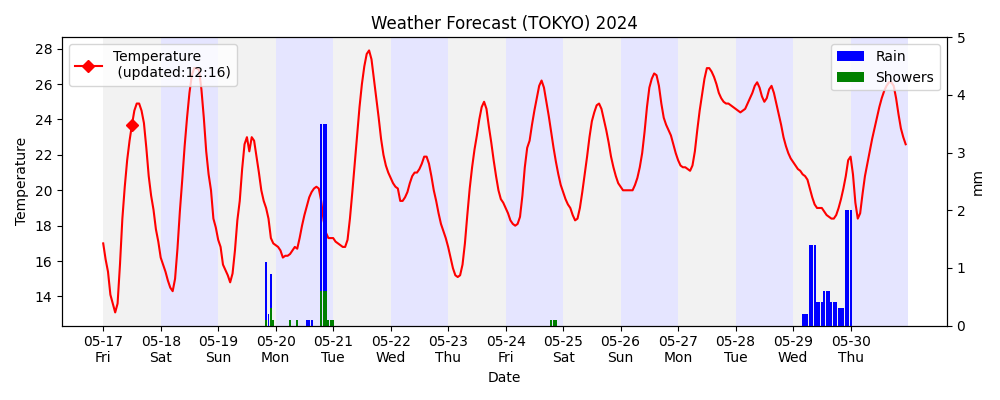 Weather Forecast (TOKYO) 2024
Temperature
(updated:12:16)
Rain
Showers
Temperature
28
26
24
22
20
18
16
14
5
4
3
2
1
0
mm
05-17 05-18 05-19 05-20 05-21 05-22 05-23 05-24 05-25 05-26 05-27 05-28 05-29 05-30
Fri Sat Sun Mon Tue Wed Thu Fri Sat Sun Mon Tue Wed Thu
Date